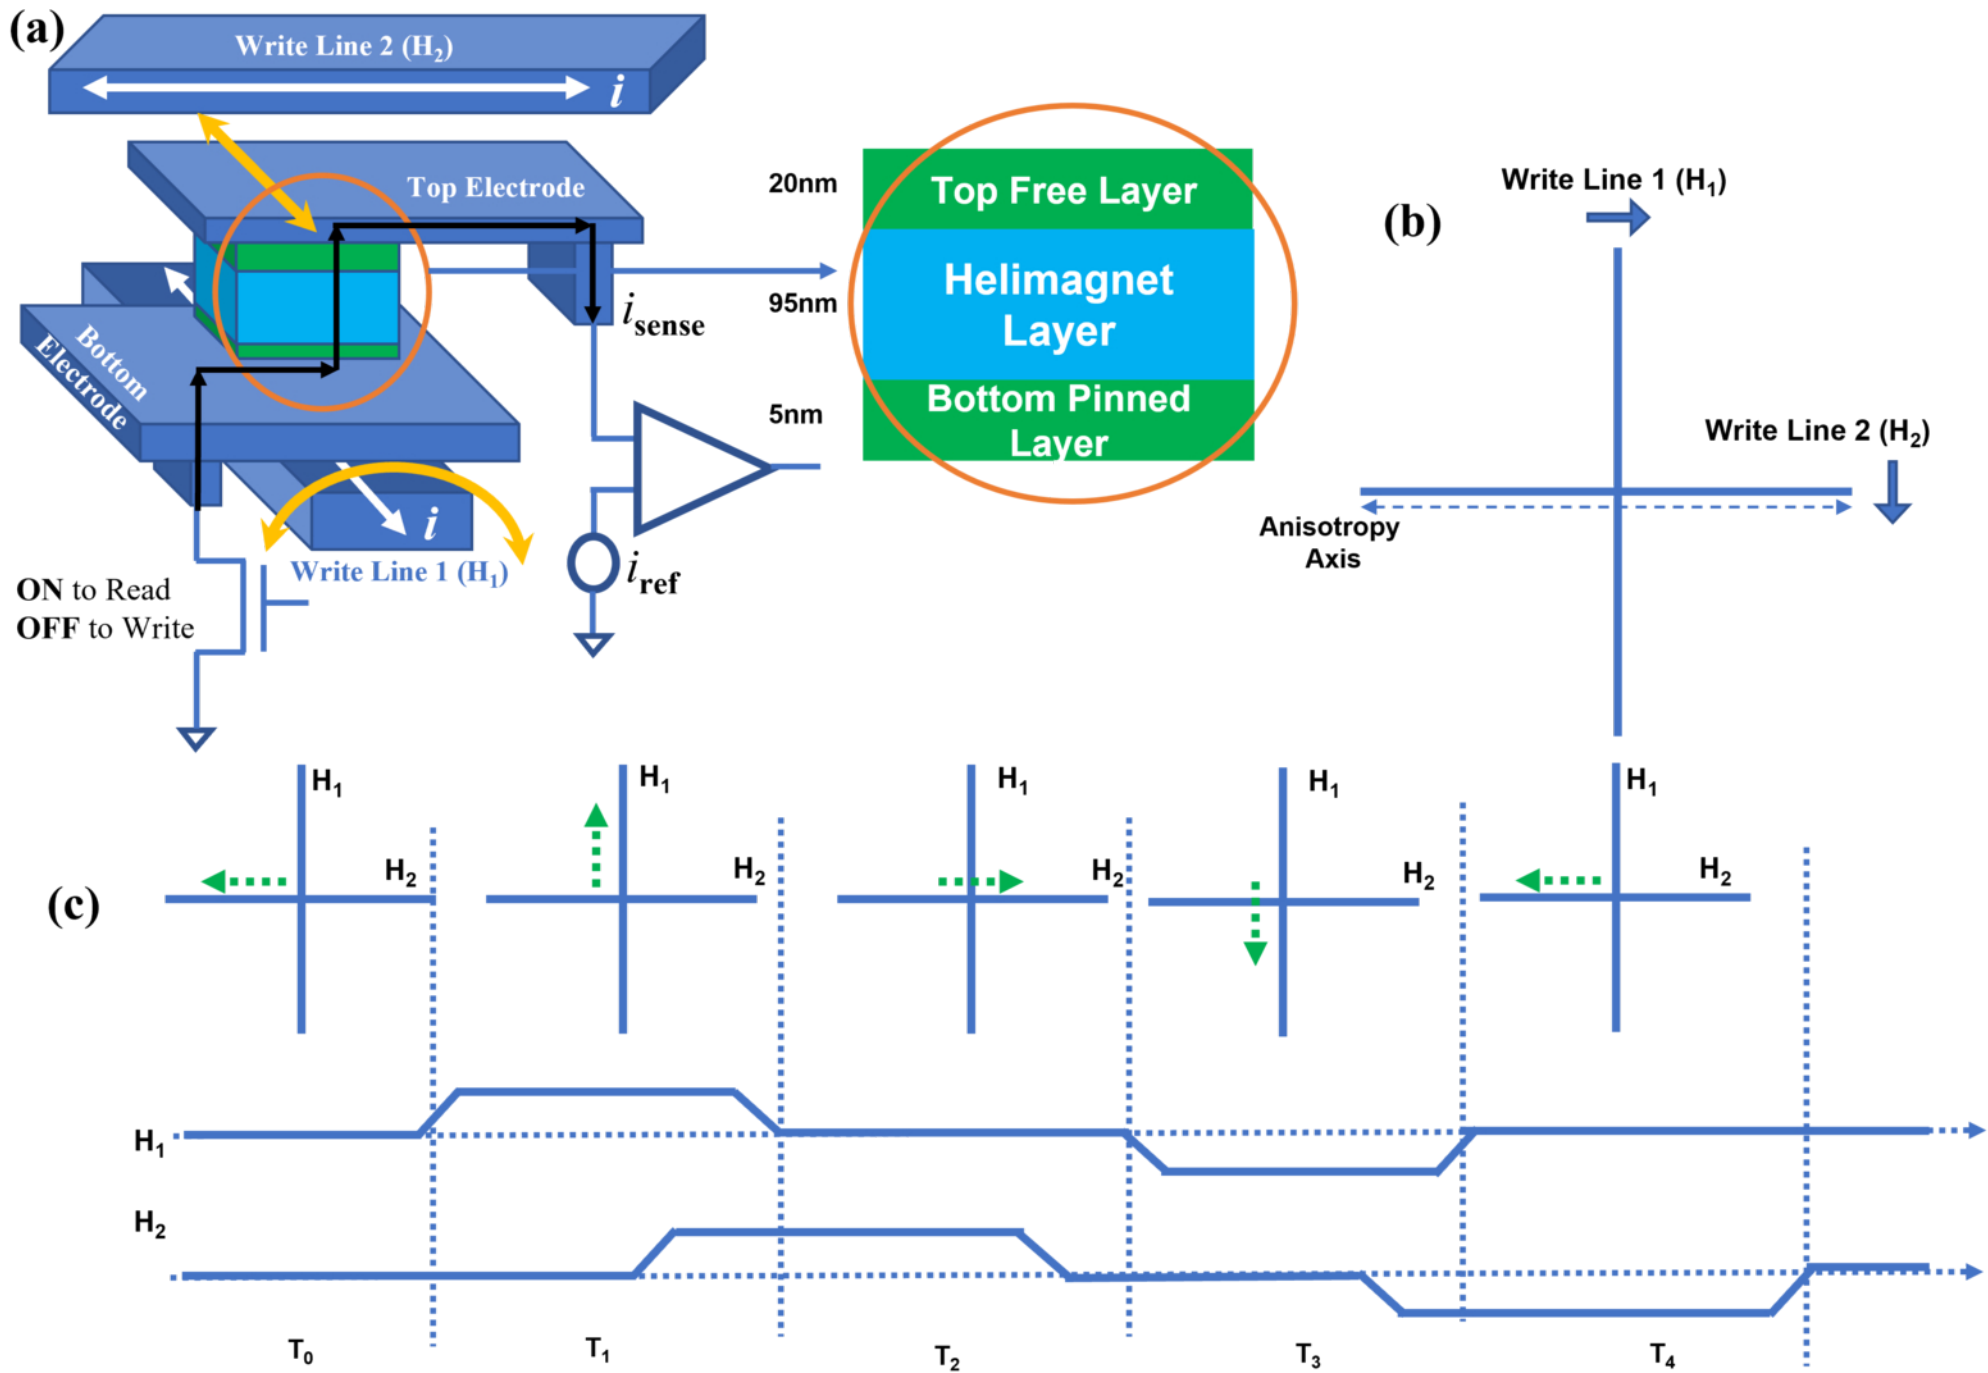 (a)
Write Line 2 (H₂)
i
Top Electrode
Bottom
Electrode
i
Write Line 1 (H₁)
ON to Read
OFF to Write
isense
iref
20nm
Top Free Layer
95nm
Helimagnet
Layer
5nm
Bottom Pinned
Layer
(b)
Write Line 1 (H₁)
Write Line 2 (H₂)
Anisotropy
Axis
(c)
H₁
H₂
H₁
H₂
H₁
H₂
H₁
H₂
H₁
H₂
H₁
H₂
T₀
T₁
T₂
T₃
T₄